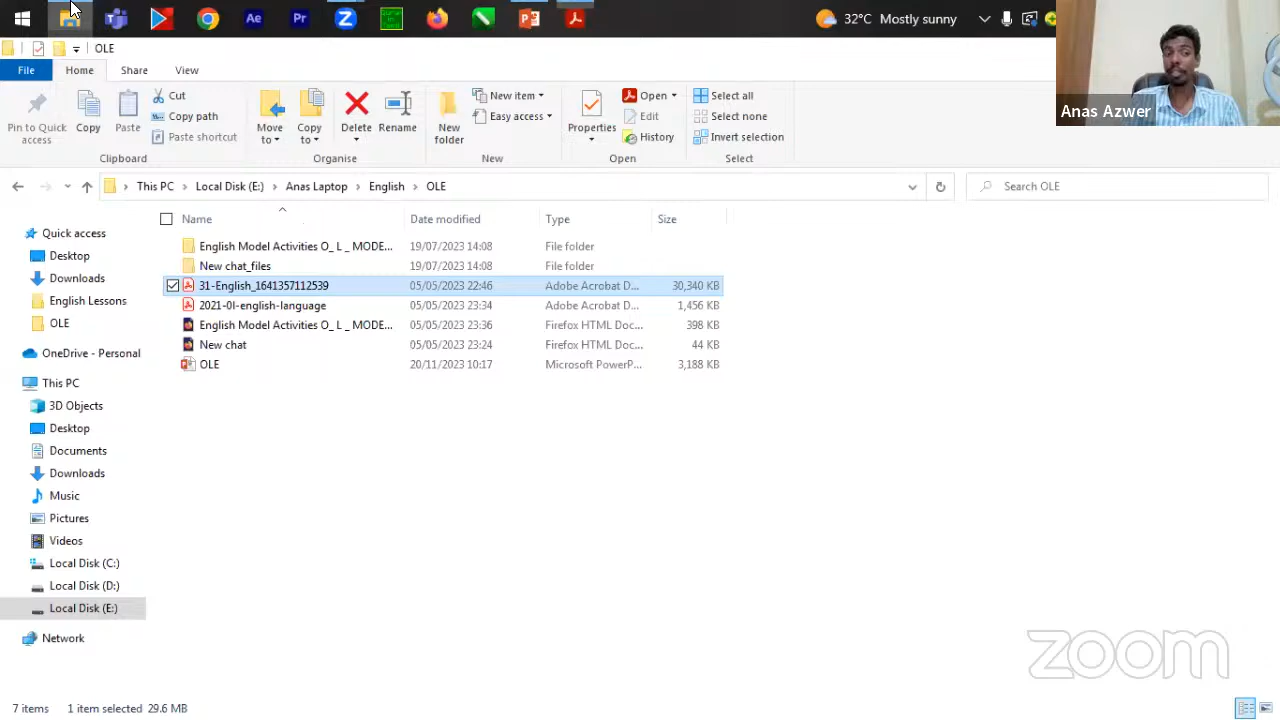 Ae
Pr
32°C Mostly sunny
OLE
File Home Share View
Pin to Quick access
Copy
Paste
Cut
Copy path
Paste shortcut
Clipboard
Move to
Copy To
Delete
Rename
Organise
New folder
New item
Easy access
New
Properties
Open
Edit
History
Open
Select all
Select none
Invert selection
Select
Anas Azwer
This PC › Local Disk (E:) › Anas Laptop › English › OLE
Search OLE
Name Date modified Type Size
English Model Activities O_ L _ MODE... 19/07/2023 14:08 File folder
New chat_files 19/07/2023 14:08 File folder
31-English_1641357112539 05/05/2023 22:46 Adobe Acrobat D... 30,340 KB
2021-0l-english-language 05/05/2023 23:34 Adobe Acrobat D... 1,456 KB
English Model Activities O_ L _ MODE... 05/05/2023 23:36 Firefox HTML Doc... 398 KB
New chat 05/05/2023 23:24 Firefox HTML Doc... 44 KB
OLE 20/11/2023 10:17 Microsoft PowerP... 3,188 KB
Quick access
Desktop
Downloads
English Lessons
OLE
OneDrive - Personal
This PC
3D Objects
Desktop
Documents
Downloads
Music
Pictures
Videos
Local Disk (C:)
Local Disk (D:)
Local Disk (E:)
Network
zoom
7 items 1 item selected 29.6 MB